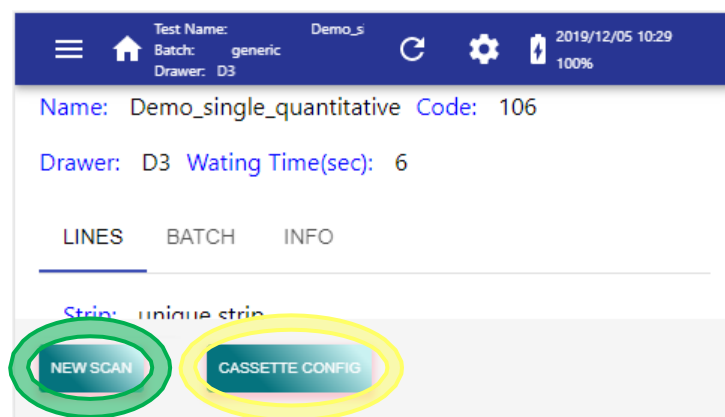 Test Name: Demo_s
Batch: generic
Drawer: D3
2019/12/05 10:29
100%
Name: Demo_single_quantitative Code: 106
Drawer: D3 Wating Time(sec): 6
LINES BATCH INFO
Strip: unique strip
NEW SCAN CASSETTE CONFIG